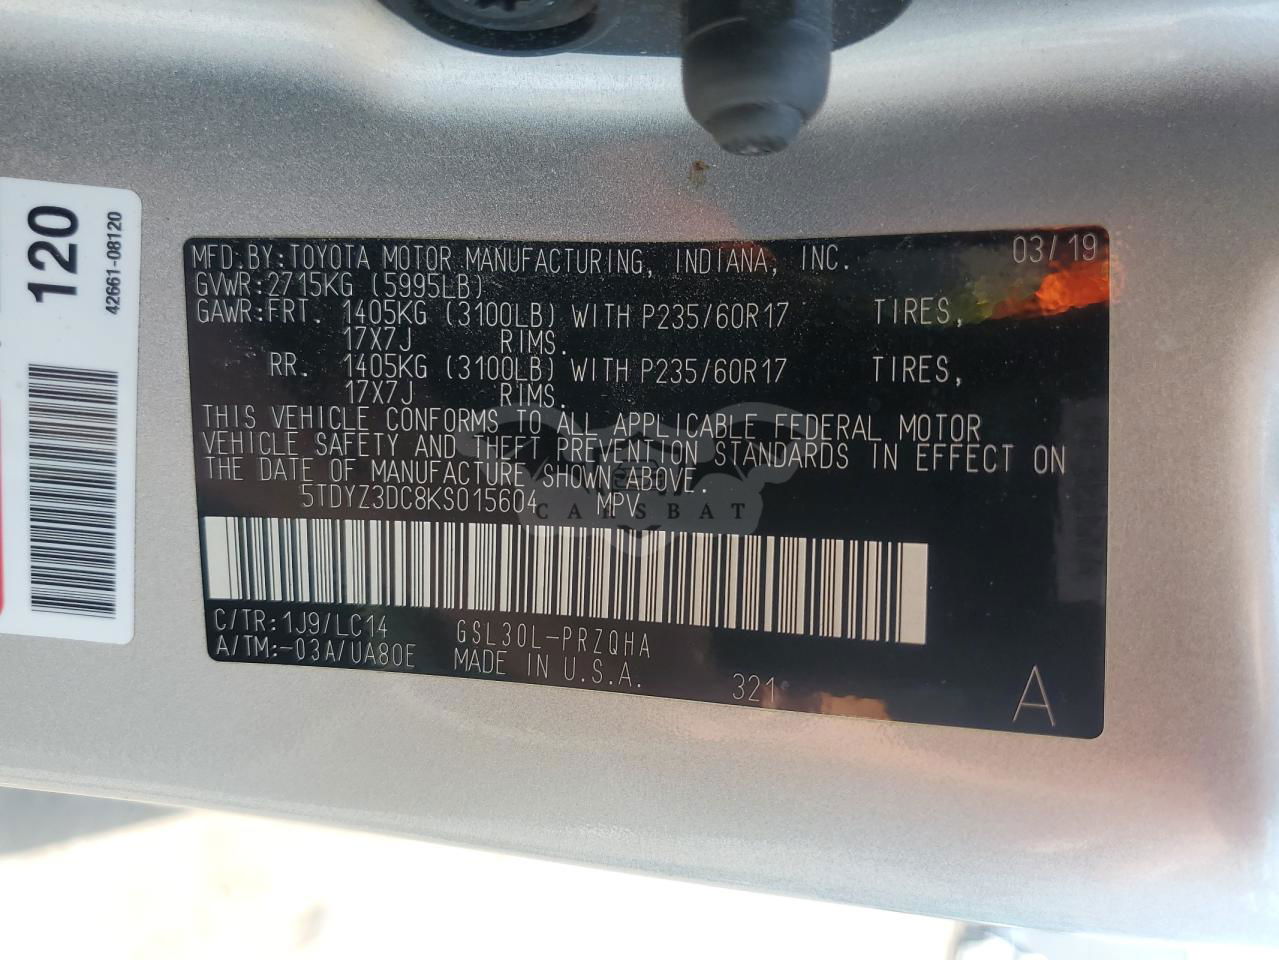 120
42661-08120
MFD.BY:TOYOTA MOTOR MANUFACTURING, INDIANA, INC. 03/19
GVWR:2715KG (5995LB)
GAWR:FRT. 1405KG (3100LB) WITH P235/60R17 TIRES,
17X7J RIMS.
RR. 1405KG (3100LB) WITH P235/60R17 TIRES,
17X7J RIMS.
THIS VEHICLE CONFORMS TO ALL APPLICABLE FEDERAL MOTOR
VEHICLE SAFETY AND THEFT PREVENTION STANDARDS IN EFFECT ON
THE DATE OF MANUFACTURE SHOWN ABOVE.
5TDYZ3DC8KS015604 MPV
CARSBAT
C/TR:1J9/LC14 GSL30L-PRZQHA
A/TM:-03A/UA80E MADE IN U.S.A. 321
A